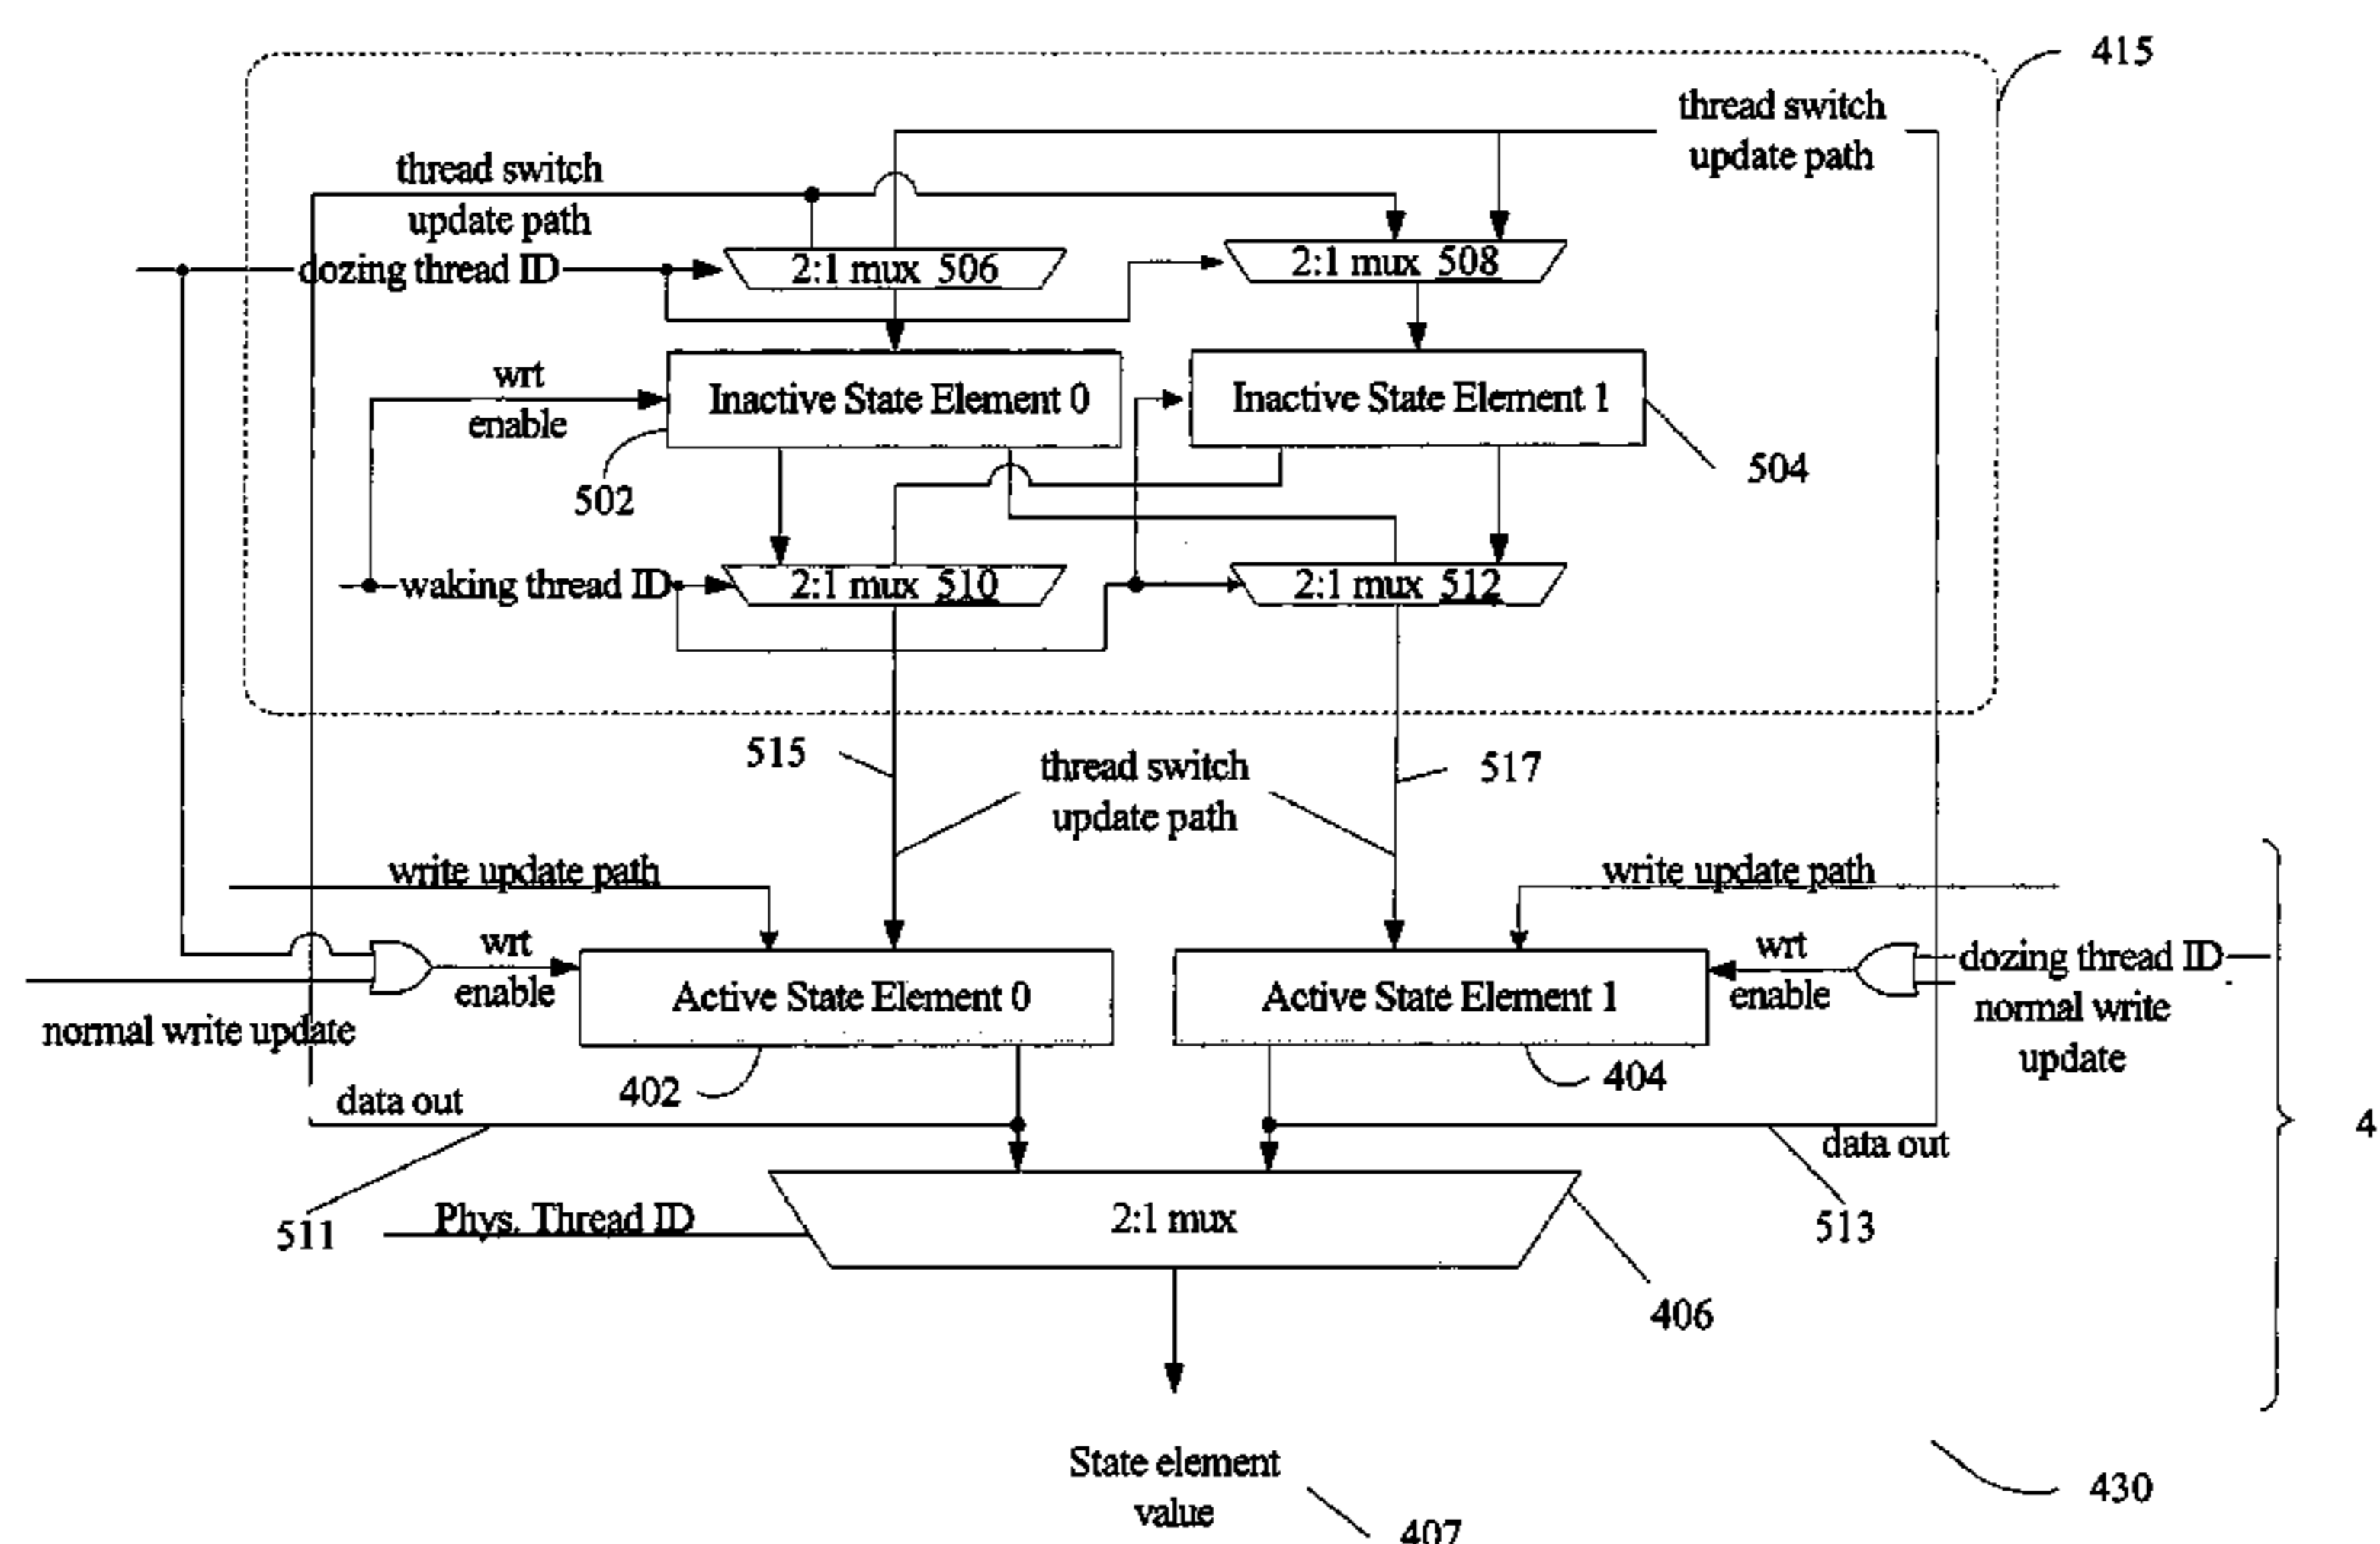 415
thread switch
update path
thread switch
update path
dozing thread ID
2:1 mux 506
2:1 mux 508
wrt
enable
Inactive State Element 0
Inactive State Element 1
502
504
waking thread ID
2:1 mux 510
2:1 mux 512
515
thread switch
update path
517
write update path
write update path
wrt
enable
Active State Element 0
Active State Element 1
wrt
enable
dozing thread ID
normal write
update
normal write update
402
404
data out
data out
4
511
Phys. Thread ID
2:1 mux
513
406
State element
value
407
430